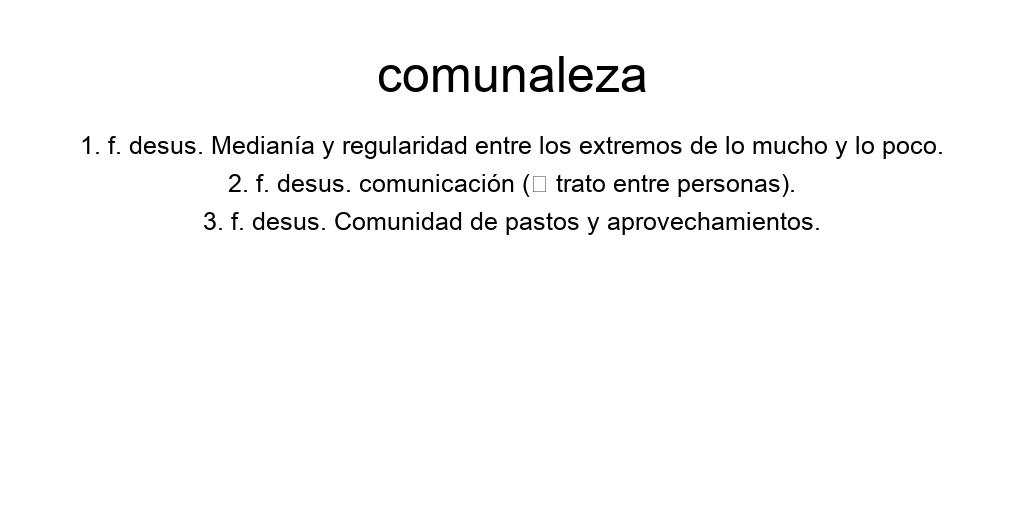 comunaleza
1. f. desus. Medianía y regularidad entre los extremos de lo mucho y lo poco.
2. f. desus. comunicación (□ trato entre personas).
3. f. desus. Comunidad de pastos y aprovechamientos.